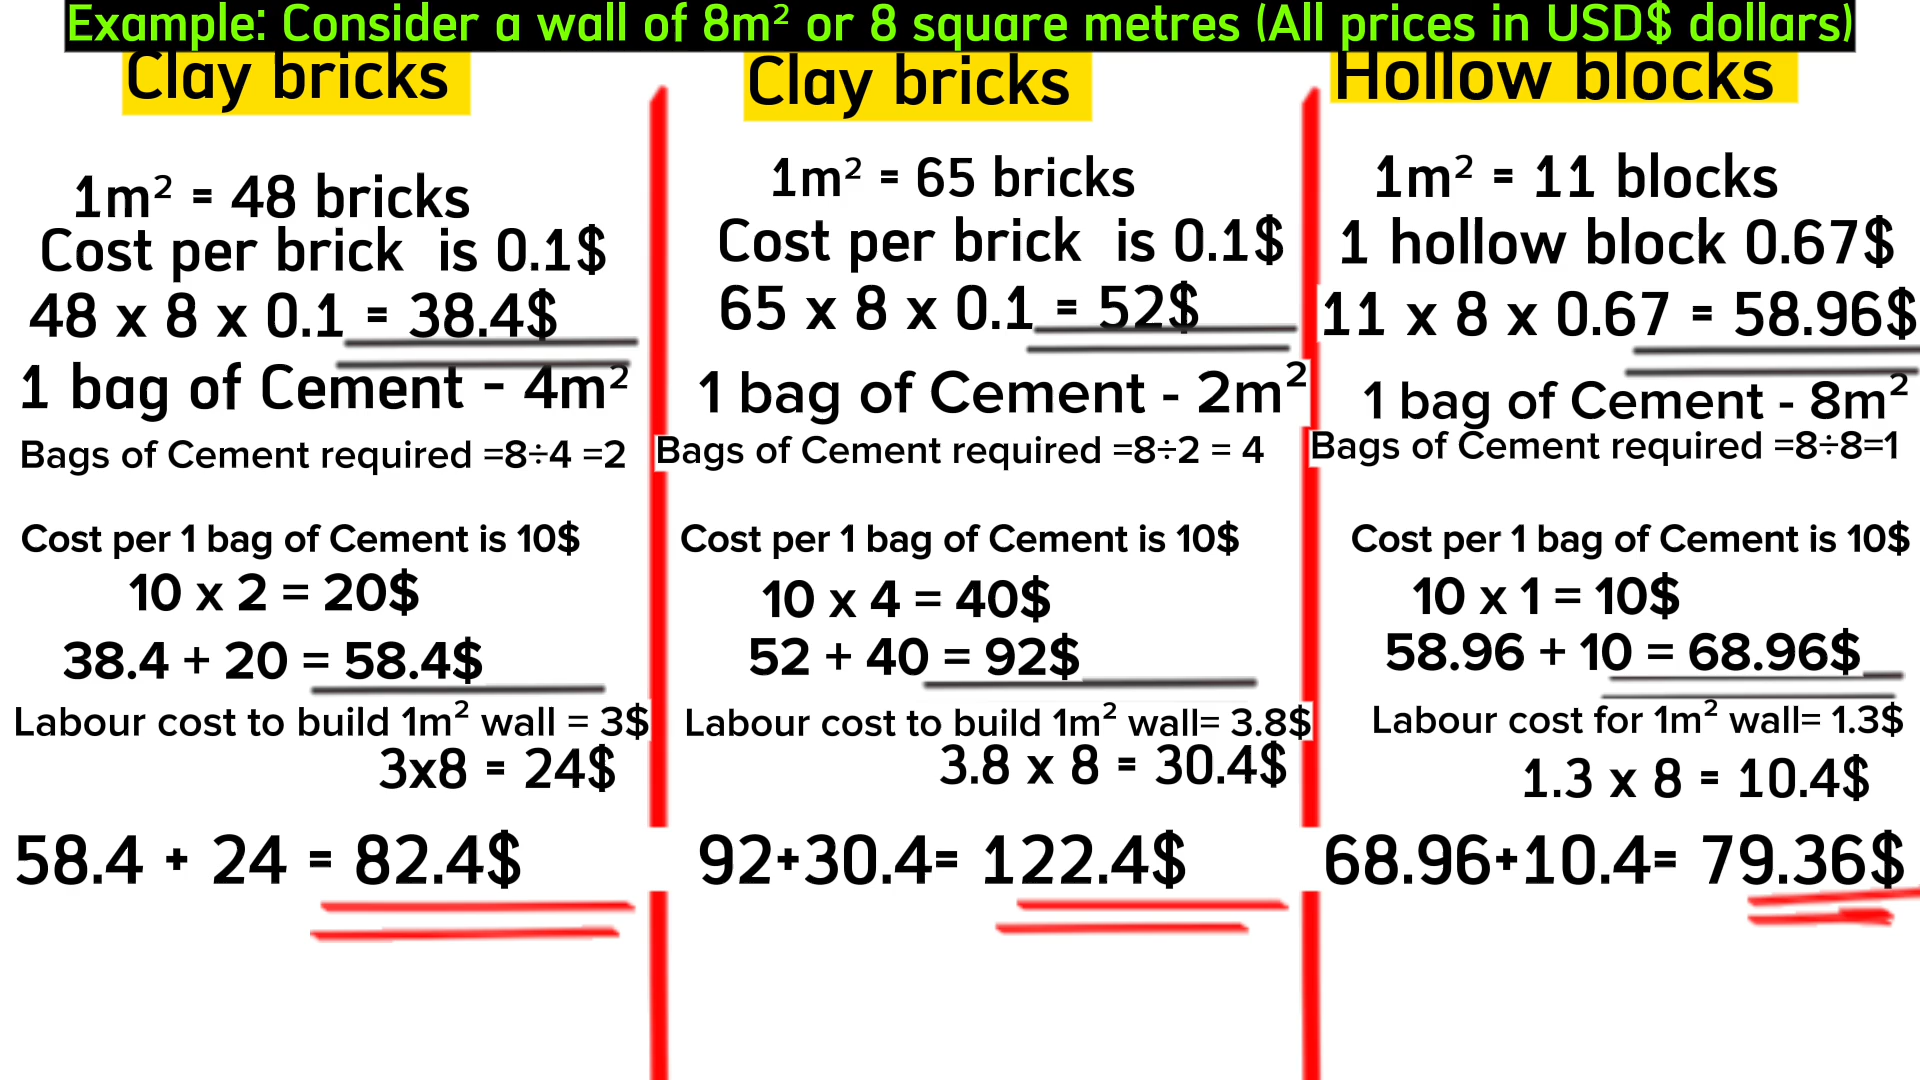 Example: Consider a wall of 8m² or 8 square metres (All prices in USD$ dollars)
Clay bricks
1m² = 48 bricks
Cost per brick is 0.1$
48 x 8 x 0.1 = 38.4$
1 bag of Cement - 4m²
Bags of Cement required =8÷4 =2
Cost per 1 bag of Cement is 10$
10 x 2 = 20$
38.4 + 20 = 58.4$
Labour cost to build 1m² wall = 3$
3x8 = 24$
58.4 + 24 = 82.4$
Clay bricks
1m² = 65 bricks
Cost per brick is 0.1$
65 x 8 x 0.1 = 52$
1 bag of Cement - 2m²
Bags of Cement required =8÷2 = 4
Cost per 1 bag of Cement is 10$
10 x 4 = 40$
52 + 40 = 92$
Labour cost to build 1m² wall= 3.8$
3.8 x 8 = 30.4$
92+30.4= 122.4$
Hollow blocks
1m² = 11 blocks
1 hollow block 0.67$
11 x 8 x 0.67 = 58.96$
1 bag of Cement - 8m²
Bags of Cement required =8÷8=1
Cost per 1 bag of Cement is 10$
10 x 1 = 10$
58.96 + 10 = 68.96$
Labour cost for 1m² wall= 1.3$
1.3 x 8 = 10.4$
68.96+10.4= 79.36$